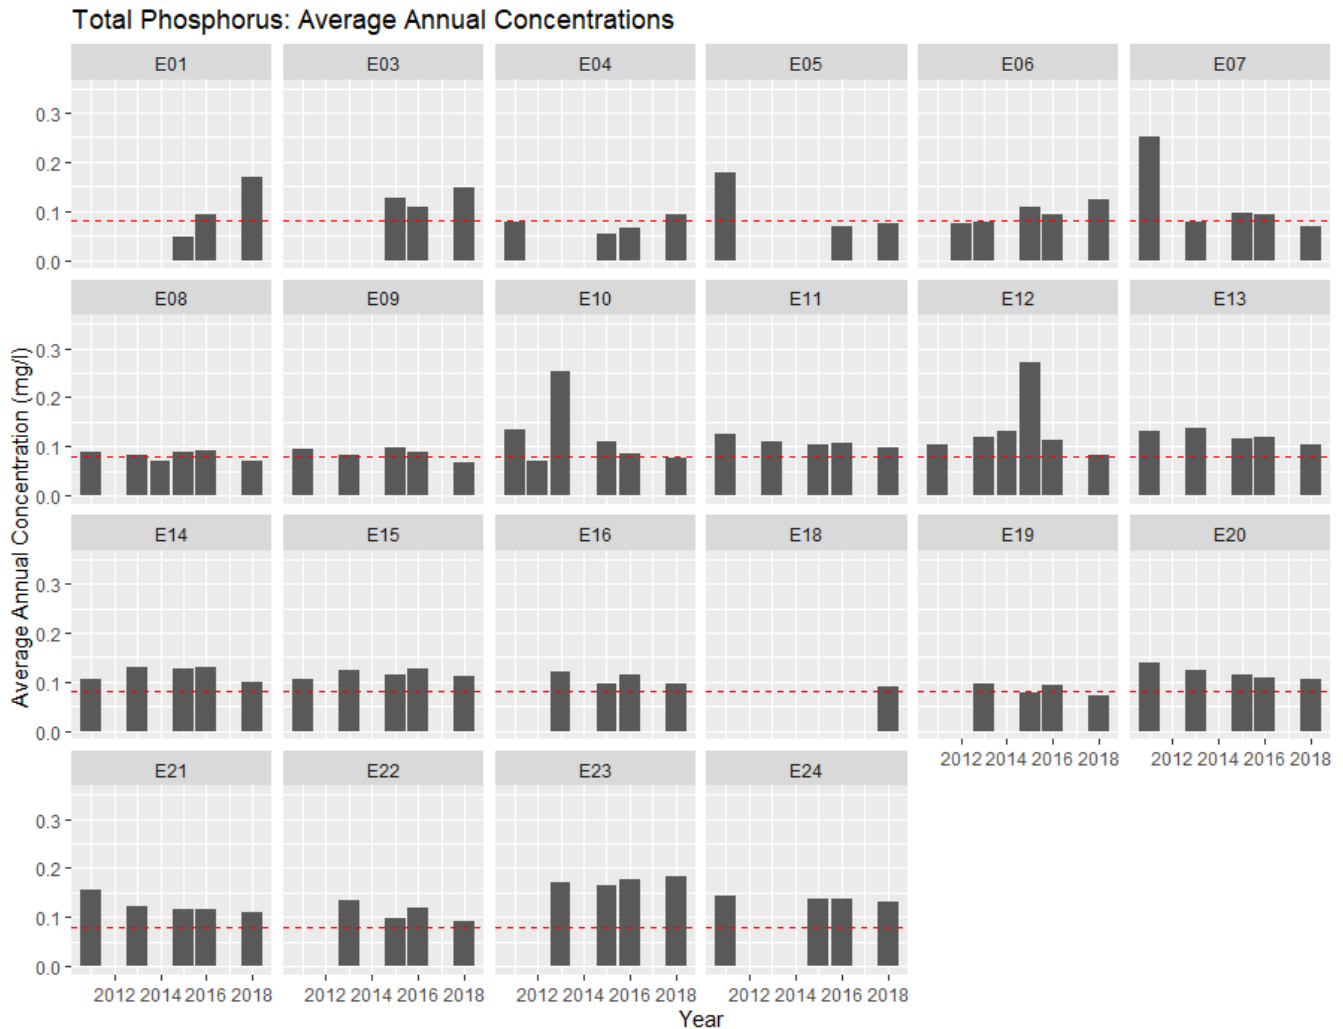 Total Phosphorus: Average Annual Concentrations
E01 E03 E04 E05 E06 E07
0.3
0.2
0.1
0.0
E08 E09 E10 E11 E12 E13
0.3
0.2
0.1
0.0
Average Annual Concentration (mg/l)
E14 E15 E16 E18 E19 E20
0.3
0.2
0.1
0.0
2012 2014 2016 2018 2012 2014 2016 2018
E21 E22 E23 E24
0.3
0.2
0.1
0.0
2012 2014 2016 2018 2012 2014 2016 2018 2012 2014 2016 2018 2012 2014 2016 2018
Year